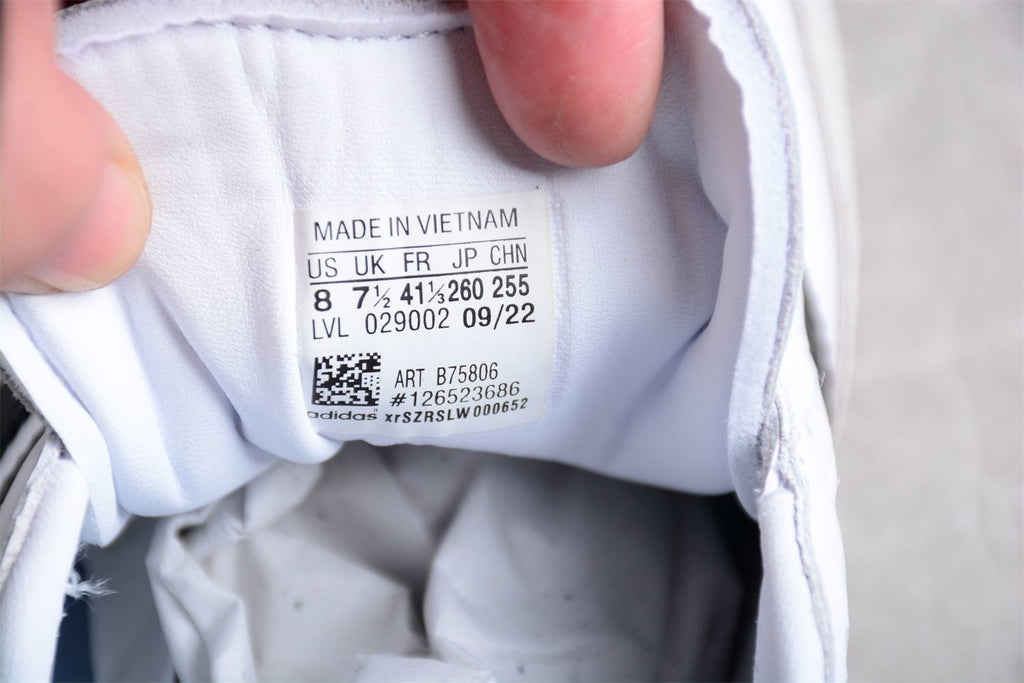 MADE IN VIETNAM
US UK FR JP CHN
8 7½ 41⅓ 260 255
LVL 029002 09/22
ART B75806
#126523686
adidas xrSZRSLW000652